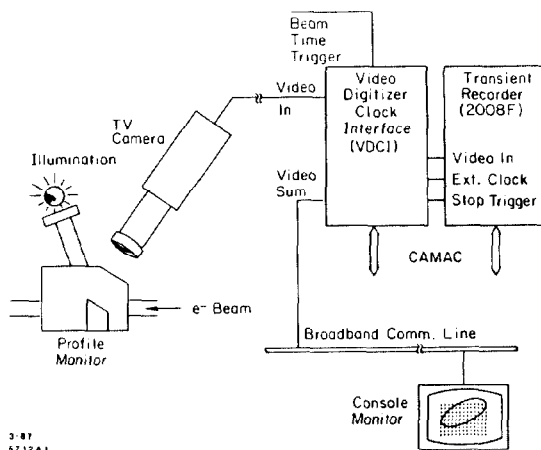 Beam
Time
Trigger
Video
In
Video
Digitizer
Clock
Interface
(VDCI)
Transient
Recorder
(2008F)
TV
Camera
Illumination
Video In
Ext. Clock
Stop Trigger
Video
Sum
CAMAC
e- Beam
Profile
Monitor
Broadband Comm. Line
Console
Monitor
3-87
5712A1